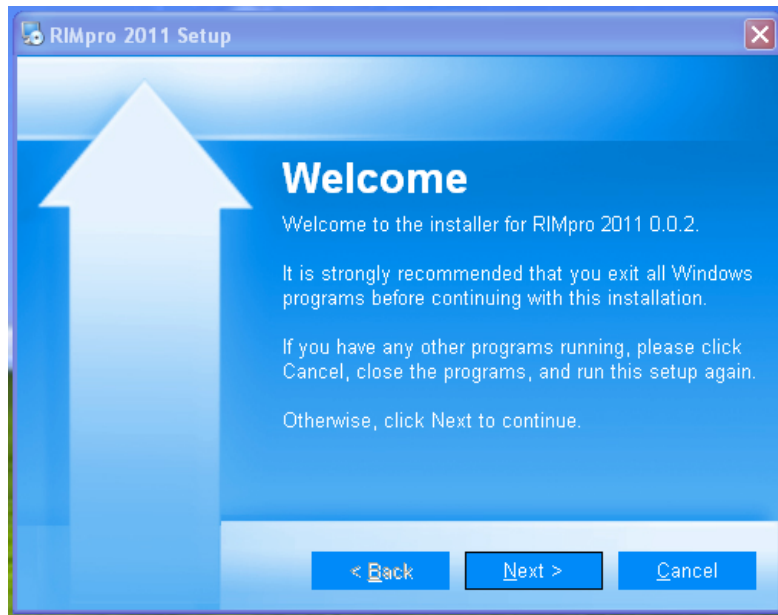 RIMpro 2011 Setup
Welcome
Welcome to the installer for RIMpro 2011 0.0.2.
It is strongly recommended that you exit all Windows
programs before continuing with this installation.
If you have any other programs running, please click
Cancel, close the programs, and run this setup again.
Otherwise, click Next to continue.
< Back Next > Cancel